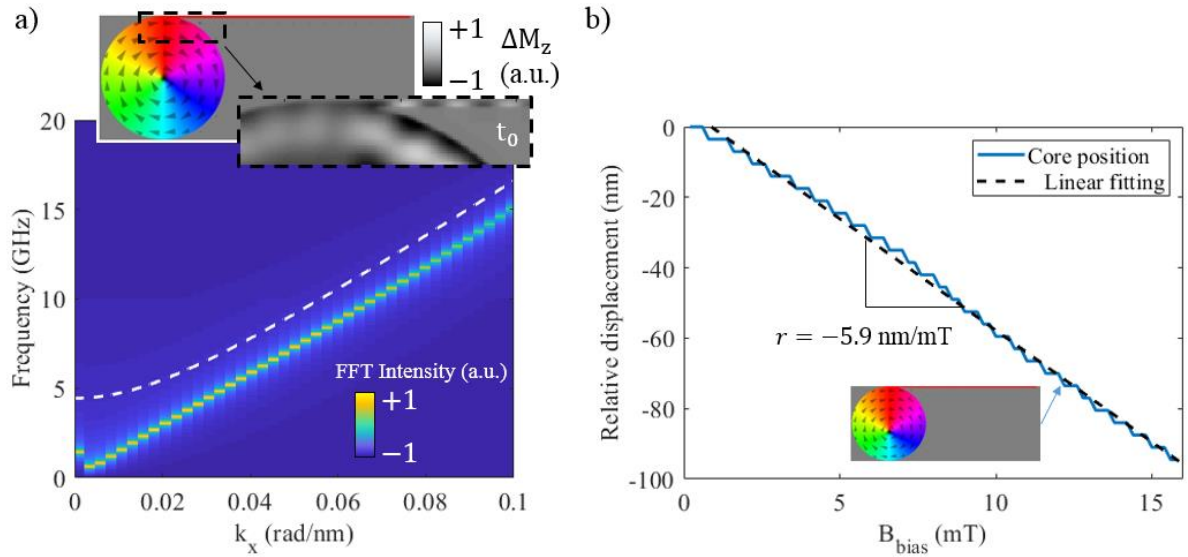 a)
+1
ΔM_z
(a.u.)
−1
t_0
20
15
10
5
0
Frequency (GHz)
FFT Intensity (a.u.)
+1
−1
0
0.02
0.04
0.06
0.08
0.1
k_x (rad/nm)
b)
0
-20
-40
-60
-80
-100
Relative displacement (nm)
Core position
Linear fitting
r = −5.9 nm/mT
0
5
10
15
B_bias (mT)